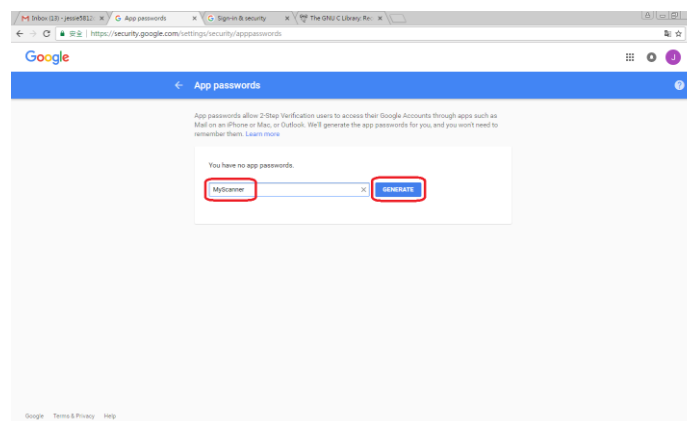 Inbox (13) - jessie5812
App passwords
Sign-in & security
The GNU C Library: Re
安全 | https://security.google.com/settings/security/apppasswords
Google
J
App passwords
App passwords allow 2-Step Verification users to access their Google Accounts through apps such as
Mail on an iPhone or Mac, or Outlook. We'll generate the app passwords for you, and you won't need to
remember them. Learn more
You have no app passwords.
MyScanner
GENERATE
Google Terms & Privacy Help